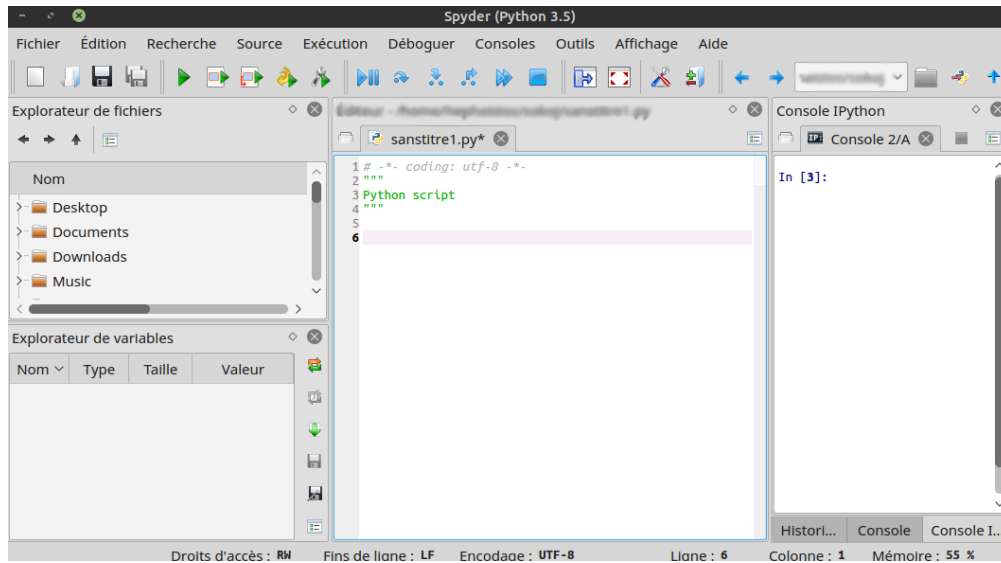 Spyder (Python 3.5)
Fichier Édition Recherche Source Exécution Déboguer Consoles Outils Affichage Aide
Explorateur de fichiers
Nom
Desktop
Documents
Downloads
Music
Explorateur de variables
Nom Type Taille Valeur
sanstitre1.py*
1 # -*- coding: utf-8 -*-
2 """
3 Python script
4 """
5
6
Console IPython
IP: Console 2/A
In [3]:
Histori... Console Console I...
Droits d'accès : RW Fins de ligne : LF Encodage : UTF-8 Ligne : 6 Colonne : 1 Mémoire : 55 %